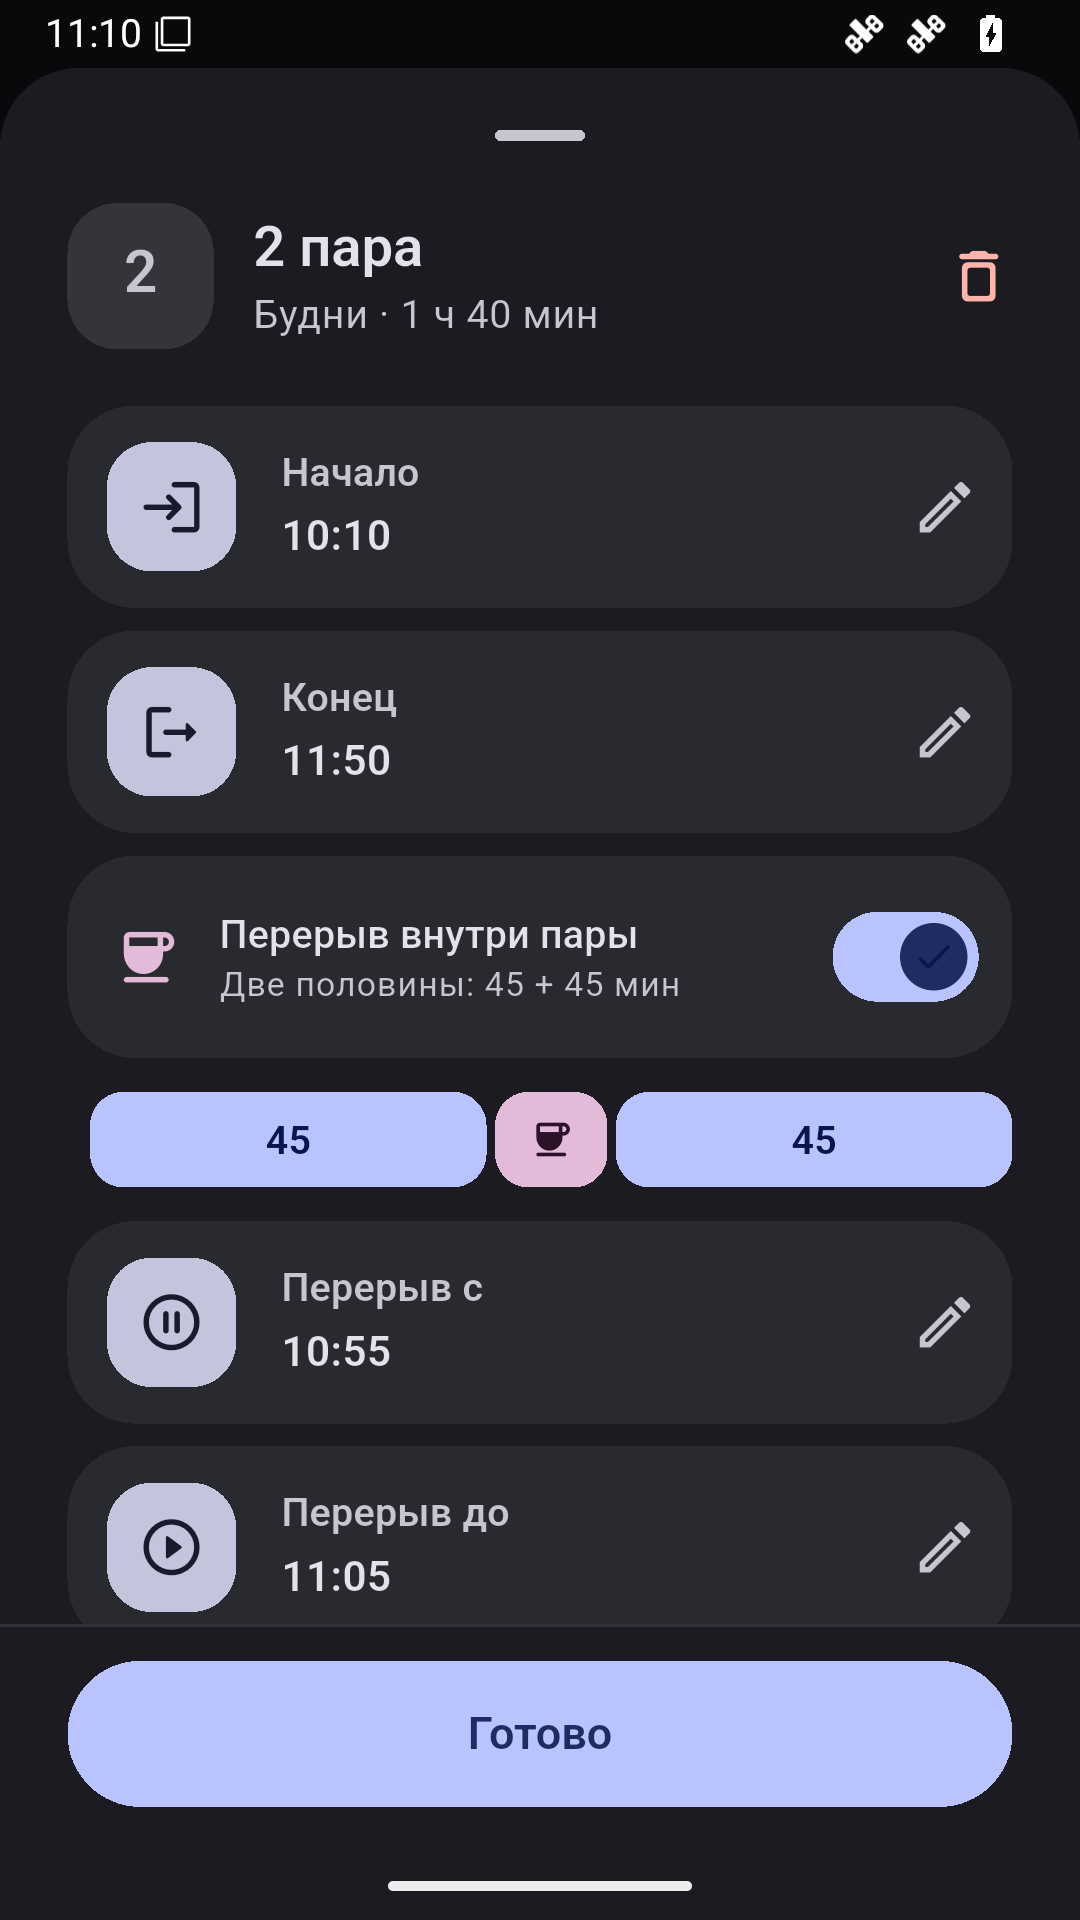 11:10
2
2 пара
Будни · 1 ч 40 мин
Начало
10:10
Конец
11:50
Перерыв внутри пары
Две половины: 45 + 45 мин
45
45
Перерыв с
10:55
Перерыв до
11:05
Готово